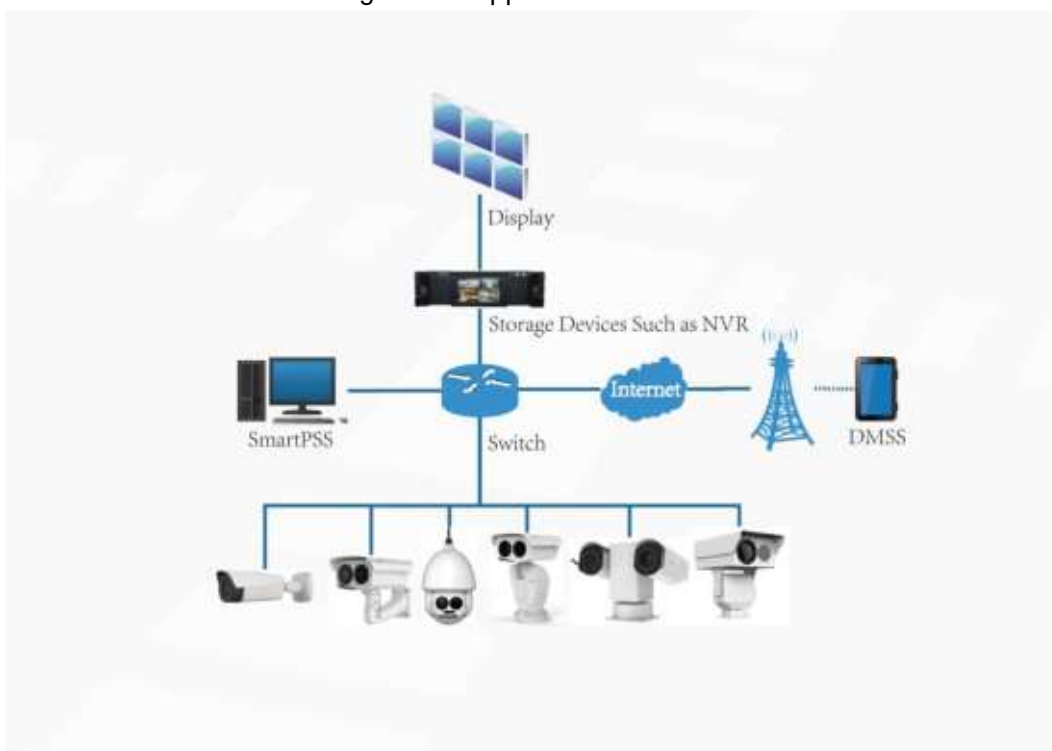 Display
Storage Devices Such as NVR
Internet
SmartPSS
DMSS
Switch